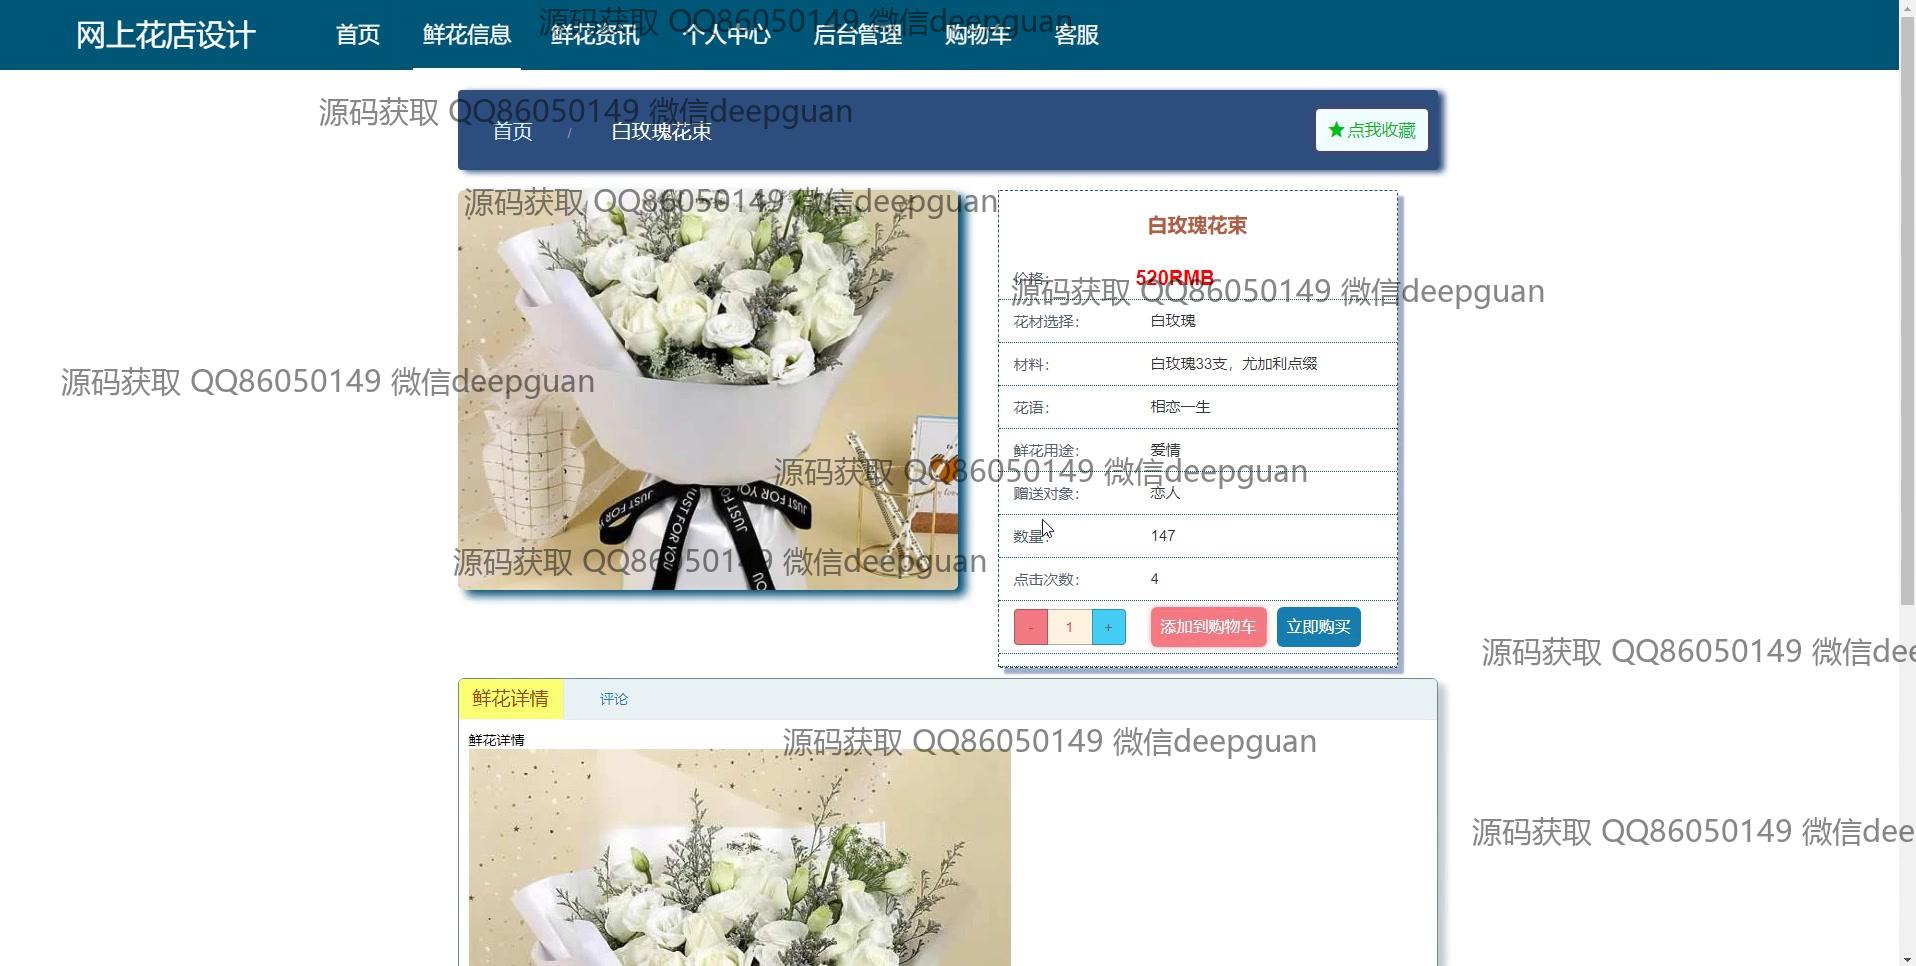 网上花店设计
首页
鲜花信息
鲜花资讯
个人中心
后台管理
购物车
客服
源码获取 QQ86050149 微信deepguan
源码获取 QQ86050149 微信deepguan
首页 / 白玫瑰花束
★点我收藏
源码获取 QQ86050149 微信deepguan
白玫瑰花束
价格: 520RMB
源码获取 QQ86050149 微信deepguan
花材选择: 白玫瑰
材料: 白玫瑰33支，尤加利点缀
源码获取 QQ86050149 微信deepguan
花语: 相恋一生
鲜花用途: 爱情
源码获取 QQ86050149 微信deepguan
赠送对象: 恋人
JUST FOR YOU
JUST FOR YOU
JUST FOR YOU
JUST
YOU
数量: 147
源码获取 QQ86050149 微信deepguan
点击次数: 4
- 1 +
添加到购物车
立即购买
源码获取 QQ86050149 微信dee
鲜花详情
评论
鲜花详情
源码获取 QQ86050149 微信deepguan
源码获取 QQ86050149 微信dee